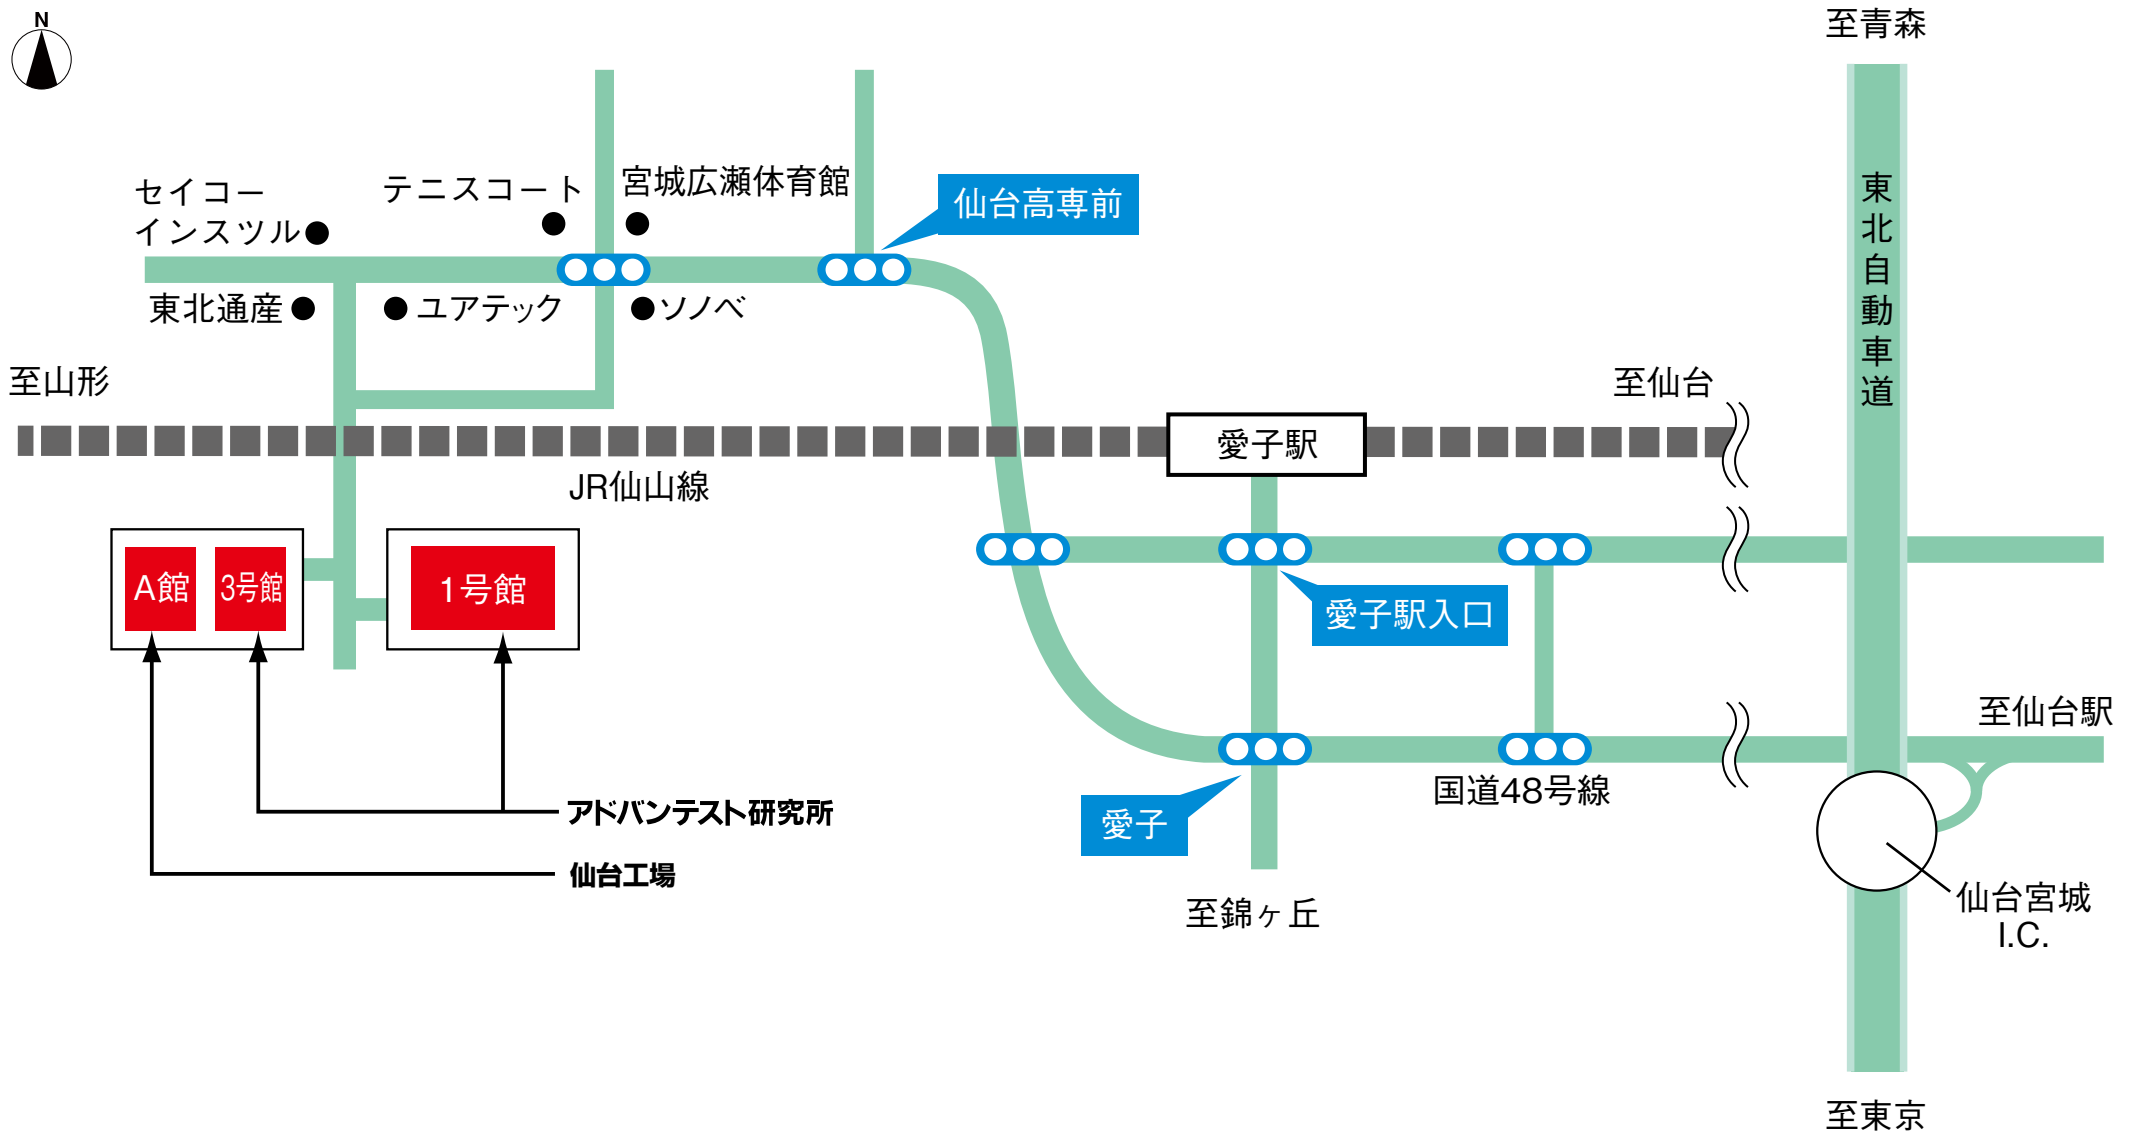 N
至青森
東北自動車道
セイコー
インスツル
テニスコート
宮城広瀬体育館
仙台高専前
東北通産
ユアテック
ソノベ
至山形
至仙台
愛子駅
JR仙山線
A館
3号館
1号館
愛子駅入口
至仙台駅
国道48号線
アドバンテスト研究所
愛子
仙台工場
至錦ヶ丘
仙台宮城
I.C.
至東京